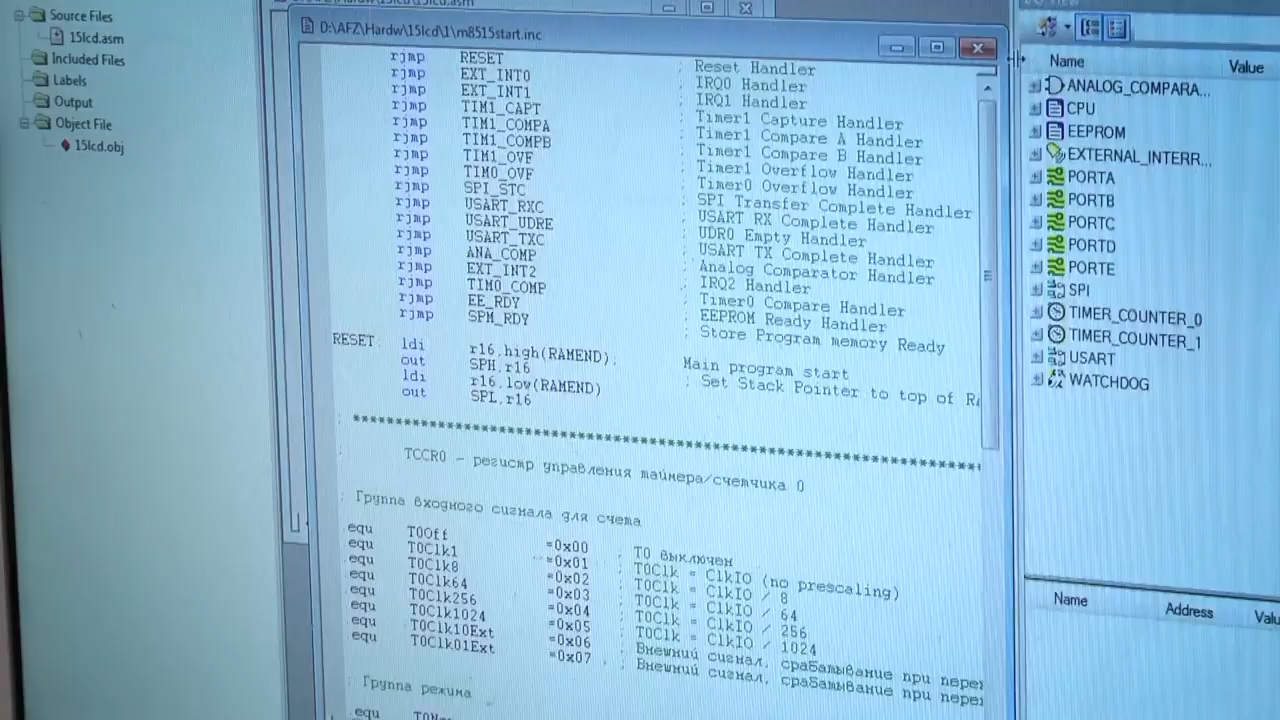 Source Files
15lcd.asm
Included Files
Labels
Output
Object File
15lcd.obj
D:\AFZ\Hardw\15lcd\1\m8515start.inc
rjmp RESET ; Reset Handler
rjmp EXT_INT0 ; IRQ0 Handler
rjmp EXT_INT1 ; IRQ1 Handler
rjmp TIM1_CAPT ; Timer1 Capture Handler
rjmp TIM1_COMPA ; Timer1 Compare A Handler
rjmp TIM1_COMPB ; Timer1 Compare B Handler
rjmp TIM1_OVF ; Timer1 Overflow Handler
rjmp TIM0_OVF ; Timer0 Overflow Handler
rjmp SPI_STC ; SPI Transfer Complete Handler
rjmp USART_RXC ; USART RX Complete Handler
rjmp USART_UDRE ; UDR0 Empty Handler
rjmp USART_TXC ; USART TX Complete Handler
rjmp ANA_COMP ; Analog Comparator Handler
rjmp EXT_INT2 ; IRQ2 Handler
rjmp TIM0_COMP ; Timer0 Compare Handler
rjmp EE_RDY ; EEPROM Ready Handler
rjmp SPM_RDY ; Store Program memory Ready
RESET: ldi r16,high(RAMEND); Main program start
out SPH,r16 ; Set Stack Pointer to top of
ldi r16,low(RAMEND)
out SPL,r16
; TCCR0 - регистр управления таймера/счетчика 0
; Группа входного сигнала для счета
.equ T0Off =0x00 ; T0 выключен
.equ T0Clk1 =0x01 ; T0Clk = ClkIO (no prescaling)
.equ T0Clk8 =0x02 ; T0Clk = ClkIO / 8
.equ T0Clk64 =0x03 ; T0Clk = ClkIO / 64
.equ T0Clk256 =0x04 ; T0Clk = ClkIO / 256
.equ T0Clk1024 =0x05 ; T0Clk = ClkIO / 1024
.equ T0Clk10Ext =0x06 ; Внешний сигнал, срабатывание при
.equ T0Clk01Ext =0x07 ; Внешний сигнал, срабатывание при
; Группа режима
.equ
Name Value
ANALOG_COMPARA...
CPU
EEPROM
EXTERNAL_INTERR...
PORTA
PORTB
PORTC
PORTD
PORTE
SPI
TIMER_COUNTER_0
TIMER_COUNTER_1
USART
WATCHDOG
Name Address